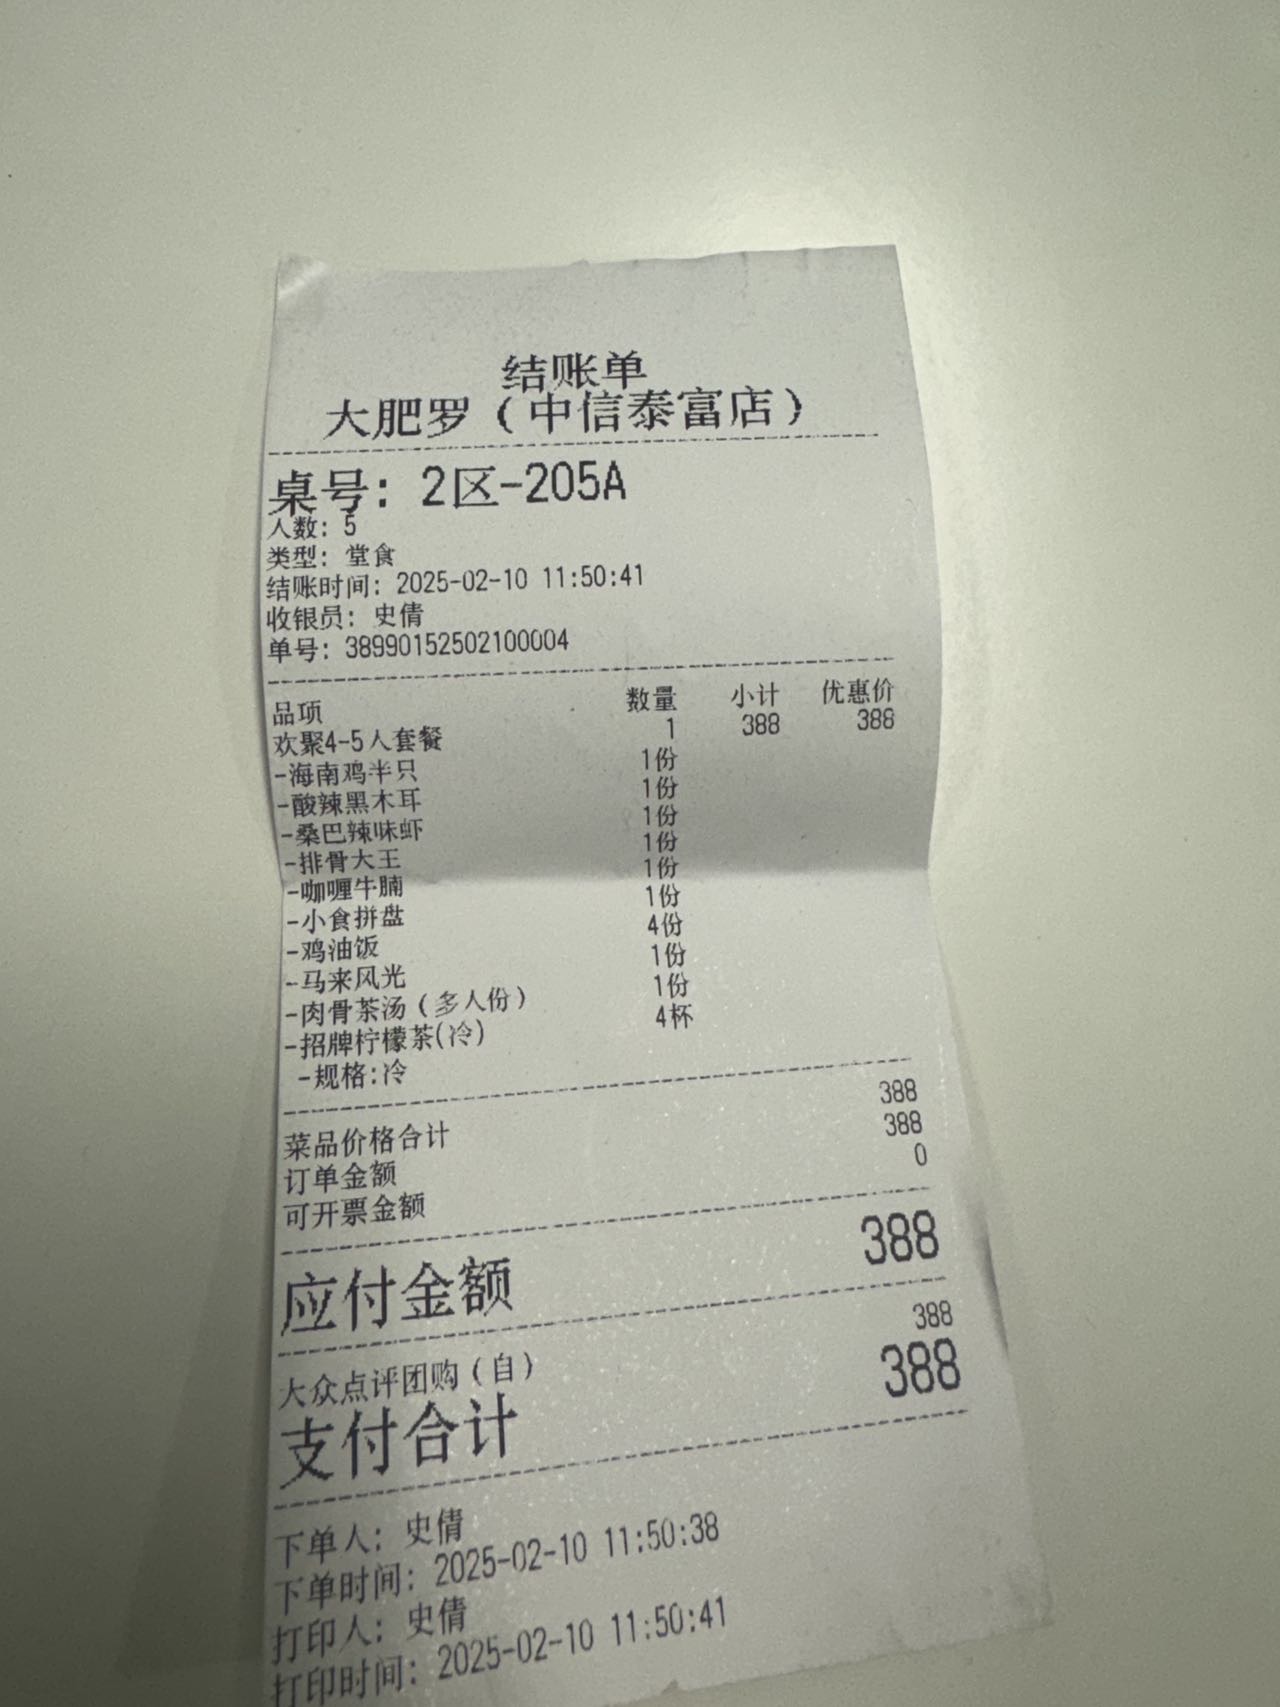 结账单
大肥罗（中信泰富店）
桌号: 2区-205A
人数: 5
类型: 堂食
结账时间: 2025-02-10 11:50:41
收银员: 史倩
单号: 38990152502100004
品项 数量 小计 优惠价
欢聚4-5人套餐 1 388 388
-海南鸡半只 1份
-酸辣黑木耳 1份
-桑巴辣味虾 1份
-排骨大王 1份
-咖喱牛腩 1份
-小食拼盘 1份
-鸡油饭 4份
-马来风光 1份
-肉骨茶汤（多人份） 1份
-招牌柠檬茶(冷) 4杯
-规格:冷
菜品价格合计 388
订单金额 388
可开票金额 0
应付金额 388
大众点评团购（自） 388
支付合计 388
下单人: 史倩
下单时间: 2025-02-10 11:50:38
打印人: 史倩
打印时间: 2025-02-10 11:50:41